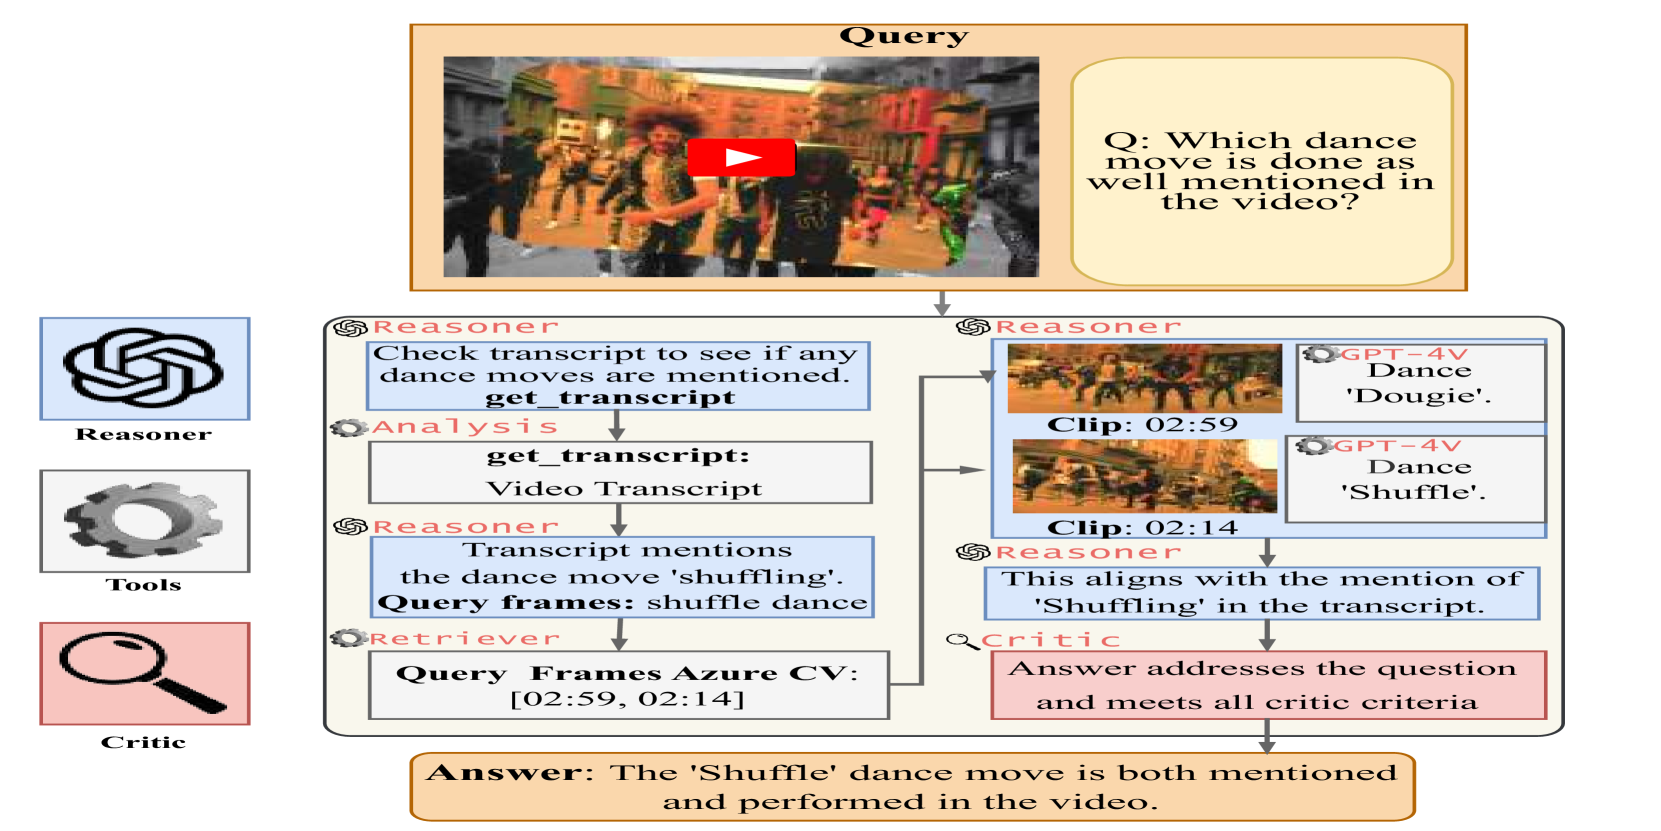 Query
Q: Which dance
move is done as
well mentioned in
the video?
Reasoner
Tools
Critic
Reasoner
Check transcript to see if any
dance moves are mentioned.
get_transcript
Analysis
get_transcript:
Video Transcript
Reasoner
Transcript mentions
the dance move 'shuffling'.
Query frames: shuffle dance
Retriever
Query Frames Azure CV:
[02:59, 02:14]
Reasoner
GPT-4V
Dance
'Dougie'.
Clip: 02:59
GPT-4V
Dance
'Shuffle'.
Clip: 02:14
Reasoner
This aligns with the mention of
'Shuffling' in the transcript.
Critic
Answer addresses the question
and meets all critic criteria
Answer: The 'Shuffle' dance move is both mentioned
and performed in the video.